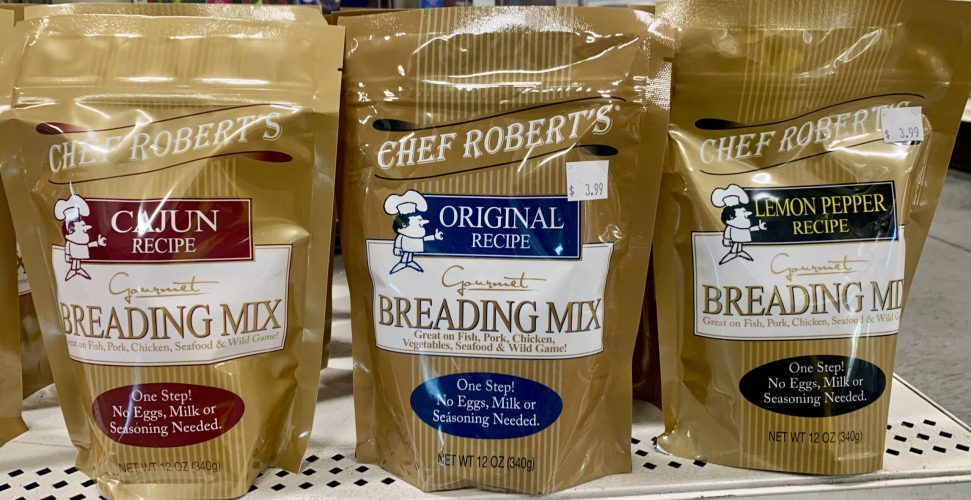 CHEF ROBERT'S
CAJUN
RECIPE
Gourmet
BREADING MIX
Great on Fish, Pork, Chicken, Seafood & Wild Game!
One Step!
No Eggs, Milk or
Seasoning Needed.
NET WT 12 OZ (340g)
CHEF ROBERT'S
$ 3.99
ORIGINAL
RECIPE
Gourmet
BREADING MIX
Great on Fish, Pork, Chicken,
Vegetables, Seafood & Wild Game!
One Step!
No Eggs, Milk or
Seasoning Needed.
NET WT 12 OZ (340g)
CHEF ROBERT'S
$ 3.99
LEMON PEPPER
RECIPE
Gourmet
BREADING MI
Great on Fish, Pork, Chicken, Seafood & Wild
One Step!
No Eggs, Milk or
Seasoning Needed.
NET WT 12 OZ (340g)